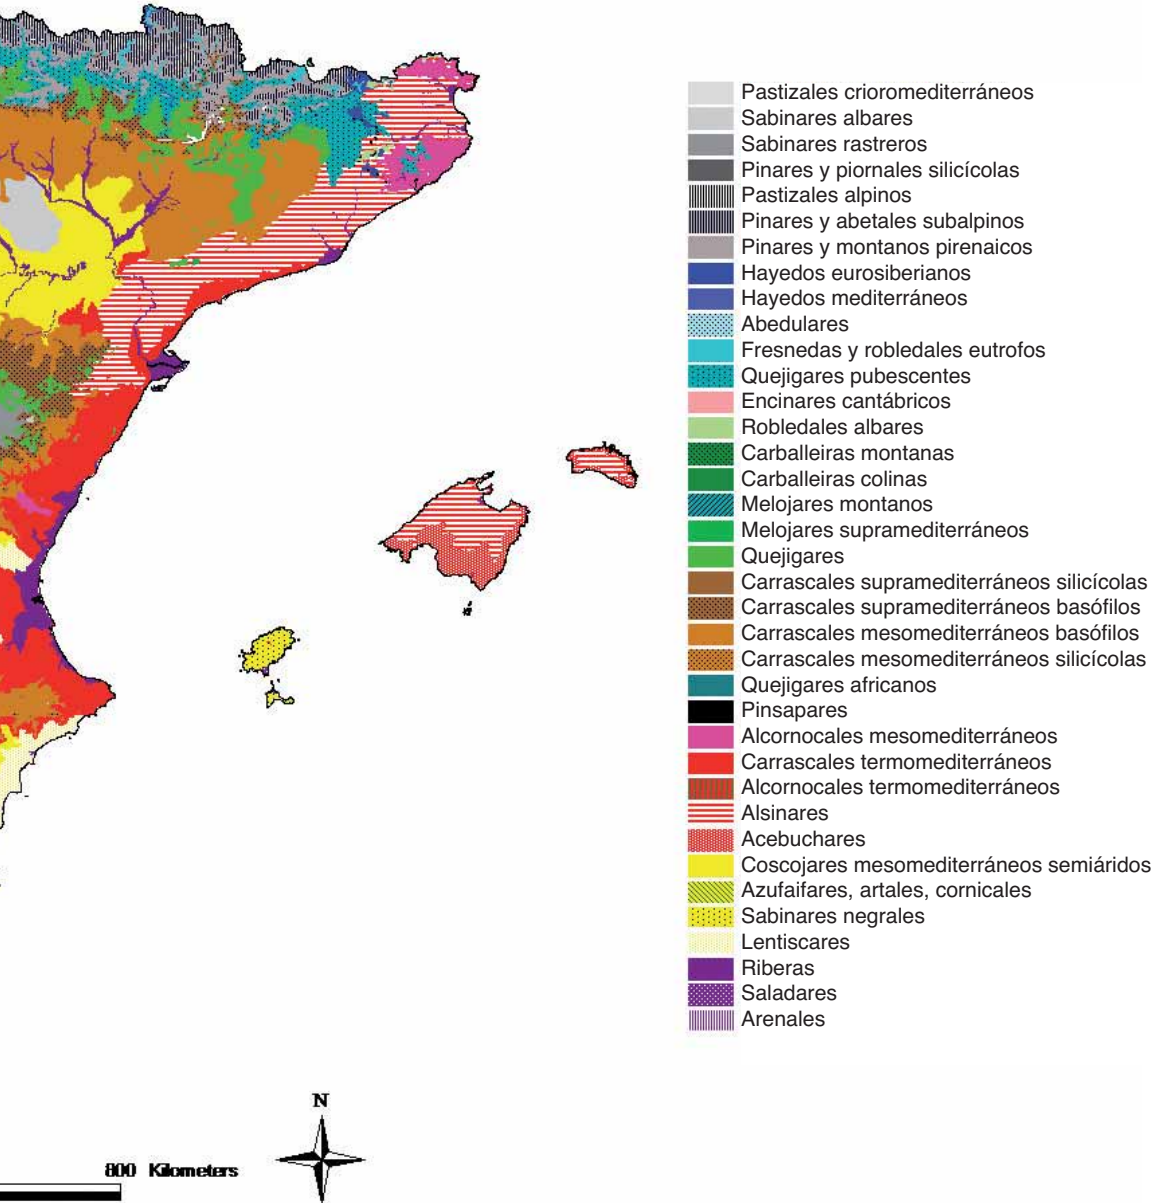 Pastizales crioromediterráneos
Sabinares albares
Sabinares rastreros
Pinares y piornales silicícolas
Pastizales alpinos
Pinares y abetales subalpinos
Pinares y montanos pirenaicos
Hayedos eurosiberianos
Hayedos mediterráneos
Abedulares
Fresnedas y robledales eutrofos
Quejigares pubescentes
Encinares cantábricos
Robledales albares
Carballeiras montanas
Carballeiras colinas
Melojares montanos
Melojares supramediterráneos
Quejigares
Carrascales supramediterráneos silicícolas
Carrascales supramediterráneos basófilos
Carrascales mesomediterráneos basófilos
Carrascales mesomediterráneos silicícolas
Quejigares africanos
Pinsapares
Alcornocales mesomediterráneos
Carrascales termomediterráneos
Alcornocales termomediterráneos
Alsinares
Acebuchares
Coscojares mesomediterráneos semiáridos
Azufaifares, artales, cornicales
Sabinares negrales
Lentiscares
Riberas
Saladares
Arenales
N
800 Kilometers